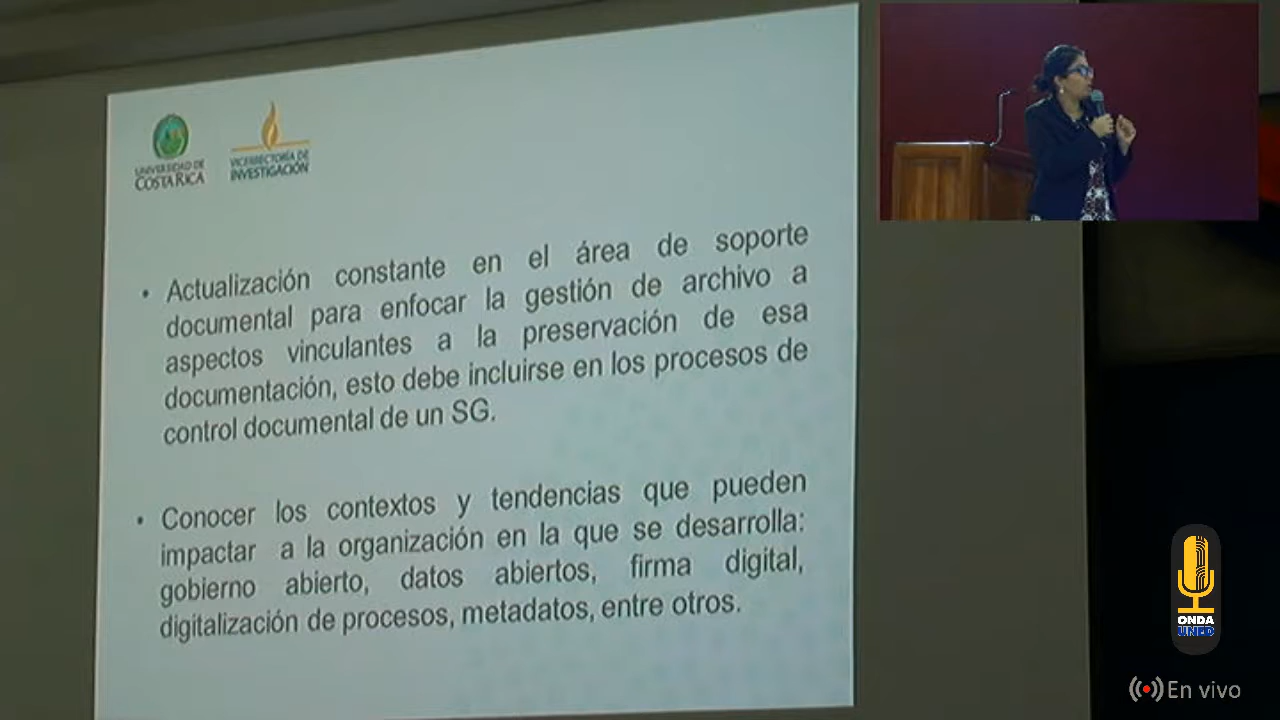 UNIVERSIDAD DE
COSTA RICA
VICERRECTORÍA DE
INVESTIGACIÓN
• Actualización constante en el área de soporte
documental para enfocar la gestión de archivo a
aspectos vinculantes a la preservación de esa
documentación, esto debe incluirse en los procesos de
control documental de un SG.
• Conocer los contextos y tendencias que pueden
impactar a la organización en la que se desarrolla:
gobierno abierto, datos abiertos, firma digital,
digitalización de procesos, metadatos, entre otros.
ONDA
UNED
En vivo